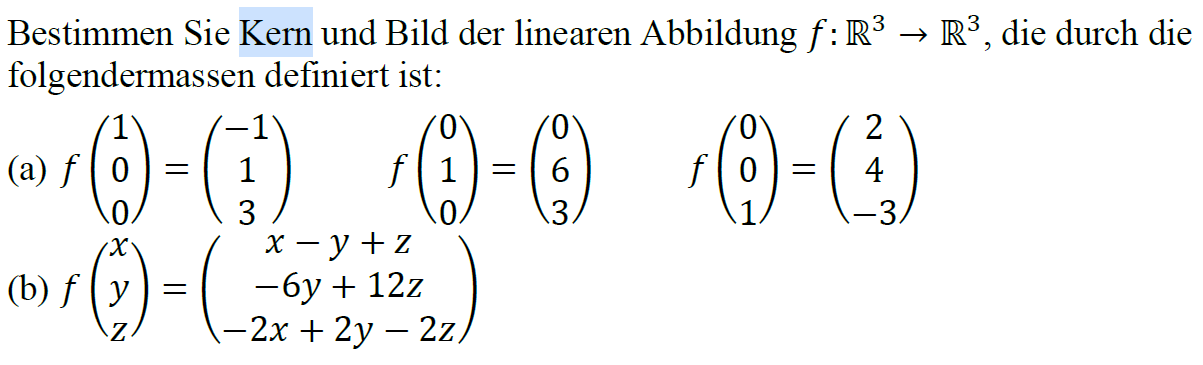 Bestimmen Sie Kern und Bild der linearen Abbildung f: ℝ³ → ℝ³, die durch die
folgendermassen definiert ist:
(a) f(1 0 0) = (−1 1 3) f(0 1 0) = (0 6 3) f(0 0 1) = (2 4 −3)
(b) f(x y z) = (x − y + z −6y + 12z −2x + 2y − 2z)